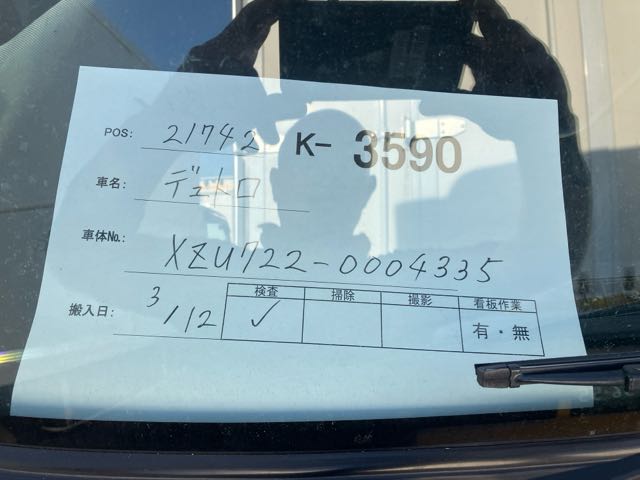 POS: 21742 K- 3590
車名: デュトロ
車体No.: XZU722-0004335
搬入日: 3/12
検査 掃除 撮影 看板作業
✓ 有・無